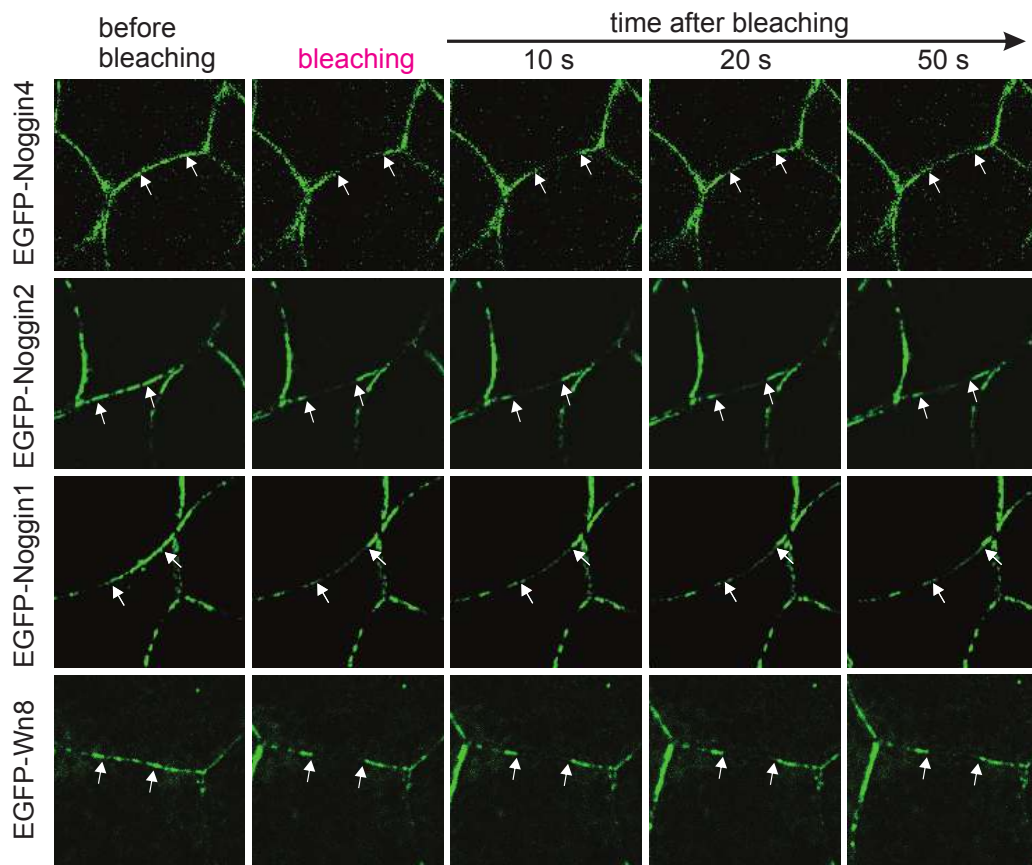 before
bleaching
bleaching
time after bleaching
10 s
20 s
50 s
EGFP-Noggin4
EGFP-Noggin2
EGFP-Noggin1
EGFP-Wn8